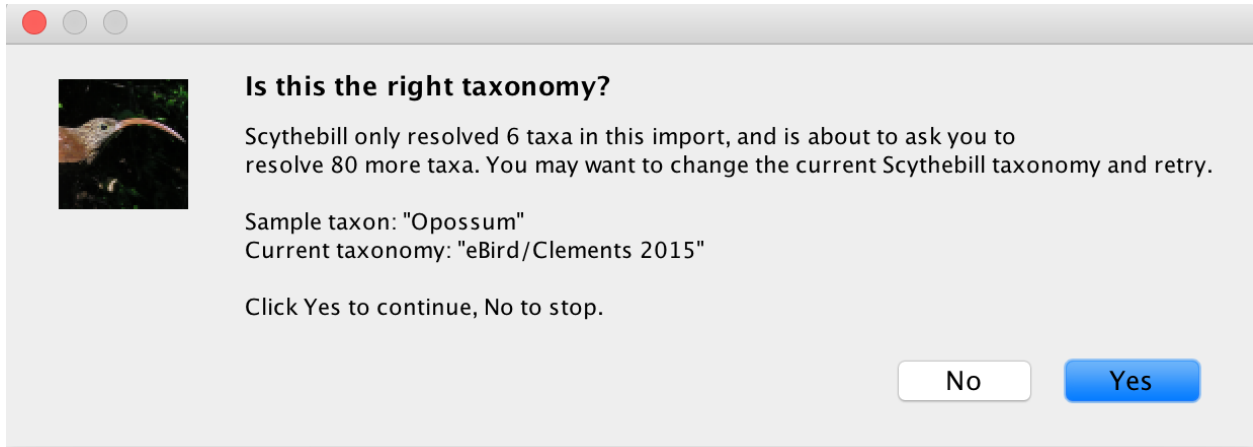 Is this the right taxonomy?
Scythebill only resolved 6 taxa in this import, and is about to ask you to
resolve 80 more taxa. You may want to change the current Scythebill taxonomy and retry.
Sample taxon: "Opossum"
Current taxonomy: "eBird/Clements 2015"
Click Yes to continue, No to stop.
No
Yes